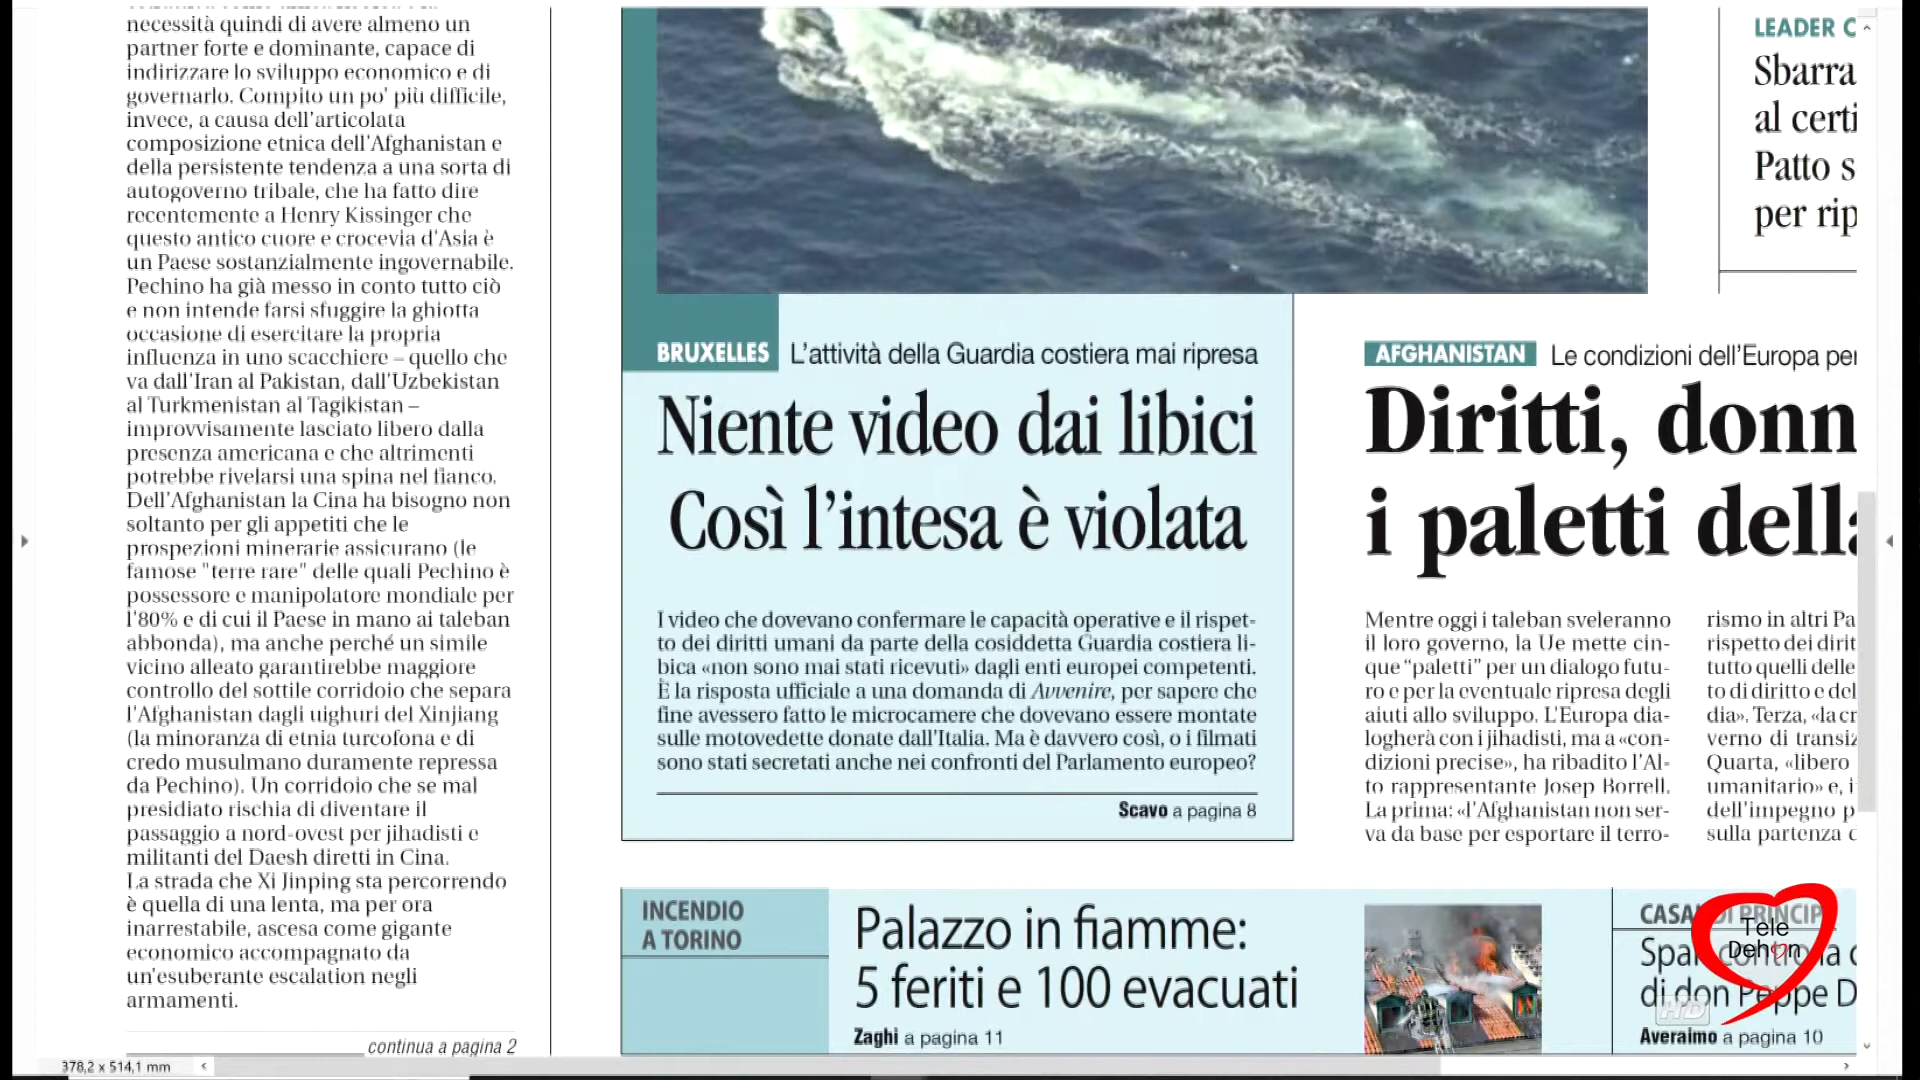 necessità quindi di avere almeno un
partner forte e dominante, capace di
indirizzare lo sviluppo economico e di
governarlo. Compito un po' più difficile,
invece, a causa dell'articolata
composizione etnica dell'Afghanistan e
della persistente tendenza a una sorta di
autogoverno tribale, che ha fatto dire
recentemente a Henry Kissinger che
questo antico cuore e crocevia d'Asia è
un Paese sostanzialmente ingovernabile.
Pechino ha già messo in conto tutto ciò
e non intende farsi sfuggire la ghiotta
occasione di esercitare la propria
influenza in uno scacchiere – quello che
va dall'Iran al Pakistan, dall'Uzbekistan
al Turkmenistan al Tagikistan –
improvvisamente lasciato libero dalla
presenza americana e che altrimenti
potrebbe rivelarsi una spina nel fianco.
Dell'Afghanistan la Cina ha bisogno non
soltanto per gli appetiti che le
prospezioni minerarie assicurano (le
famose "terre rare" delle quali Pechino è
possessore e manipolatore mondiale per
l'80% e di cui il Paese in mano ai taleban
abbonda), ma anche perché un simile
vicino alleato garantirebbe maggiore
controllo del sottile corridoio che separa
l'Afghanistan dagli uighuri del Xinjiang
(la minoranza di etnia turcofona e di
credo musulmano duramente repressa
da Pechino). Un corridoio che se mal
presidiato rischia di diventare il
passaggio a nord-ovest per jihadisti e
militanti del Daesh diretti in Cina.
La strada che Xi Jinping sta percorrendo
è quella di una lenta, ma per ora
inarrestabile, ascesa come gigante
economico accompagnato da
un'esuberante escalation negli
armamenti.
continua a pagina 2
BRUXELLES L'attività della Guardia costiera mai ripresa
Niente video dai libici
Così l'intesa è violata
I video che dovevano confermare le capacità operative e il rispet-
to dei diritti umani da parte della cosiddetta Guardia costiera li-
bica «non sono mai stati ricevuti» dagli enti europei competenti.
È la risposta ufficiale a una domanda di Avvenire, per sapere che
fine avessero fatto le microcamere che dovevano essere montate
sulle motovedette donate dall'Italia. Ma è davvero così, o i filmati
sono stati secretati anche nei confronti del Parlamento europeo?
Scavo a pagina 8
LEADER C
Sbarra
al certi
Patto s
per rip
AFGHANISTAN Le condizioni dell'Europa per
Diritti, donn
i paletti della
Mentre oggi i taleban sveleranno
il loro governo, la Ue mette cin-
que “paletti” per un dialogo futu-
ro e per la eventuale ripresa degli
aiuti allo sviluppo. L'Europa dia-
logherà con i jihadisti, ma a «con-
dizioni precise», ha ribadito l'Al-
to rappresentante Josep Borrell.
La prima: «l'Afghanistan non ser-
va da base per esportare il terro-
rismo in altri Pa
rispetto dei dirit
tutto quelli delle
to di diritto e del
dia». Terza, «la cr
verno di transiz
Quarta, «libero
umanitario» e, i
dell'impegno p
sulla partenza
INCENDIO
A TORINO
Palazzo in fiamme:
5 feriti e 100 evacuati
Zaghi a pagina 11
CASAL DI PRINCIP
Spari contro la
di don Peppe D
Averaimo a pagina 10
Tele
Dehon
HD
378,2 x 514,1 mm